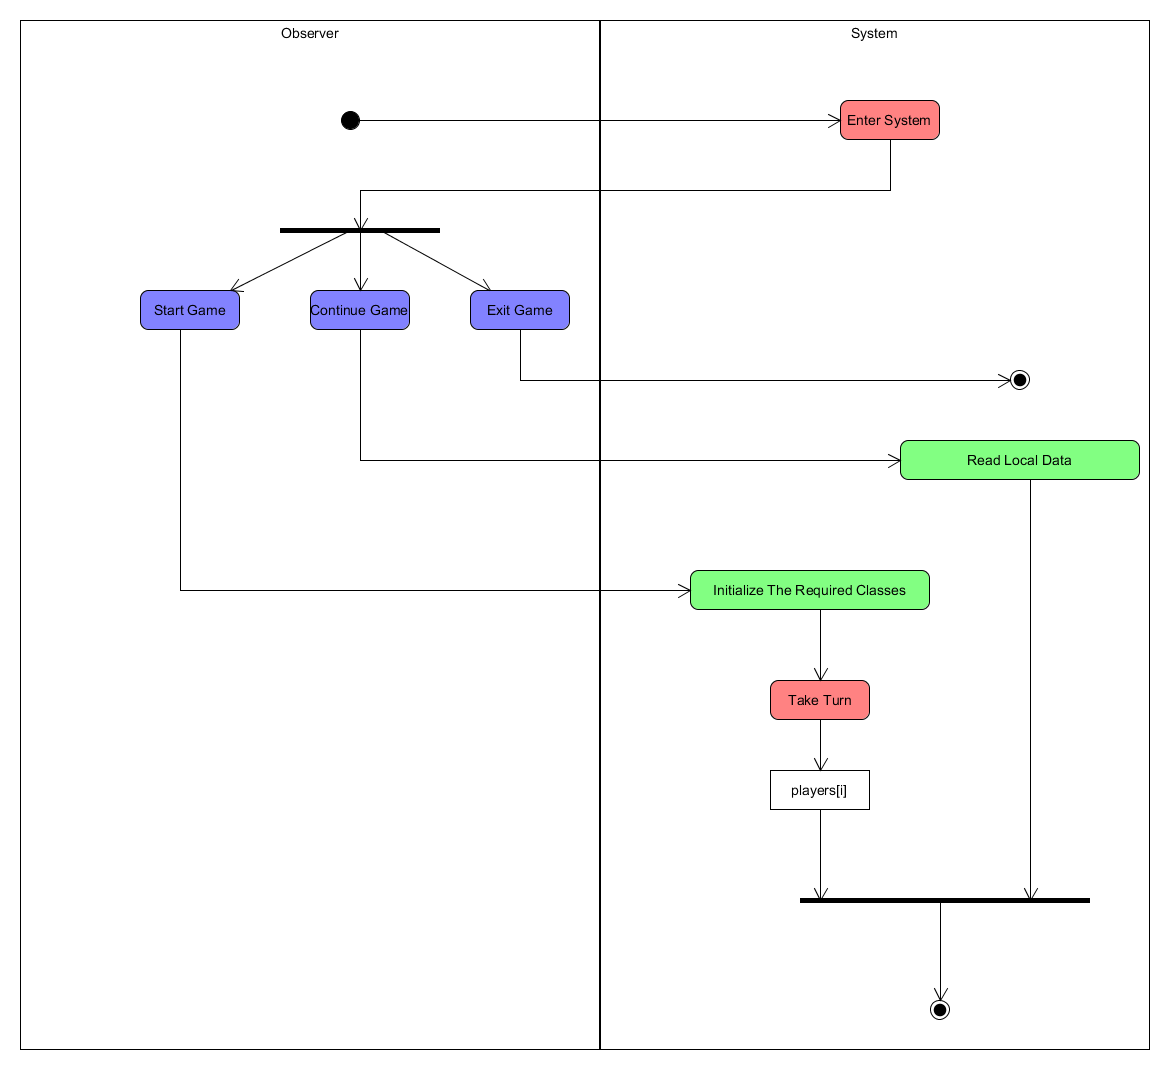 Observer
System
Enter System
Start Game
Continue Game
Exit Game
Read Local Data
Initialize The Required Classes
Take Turn
players[i]